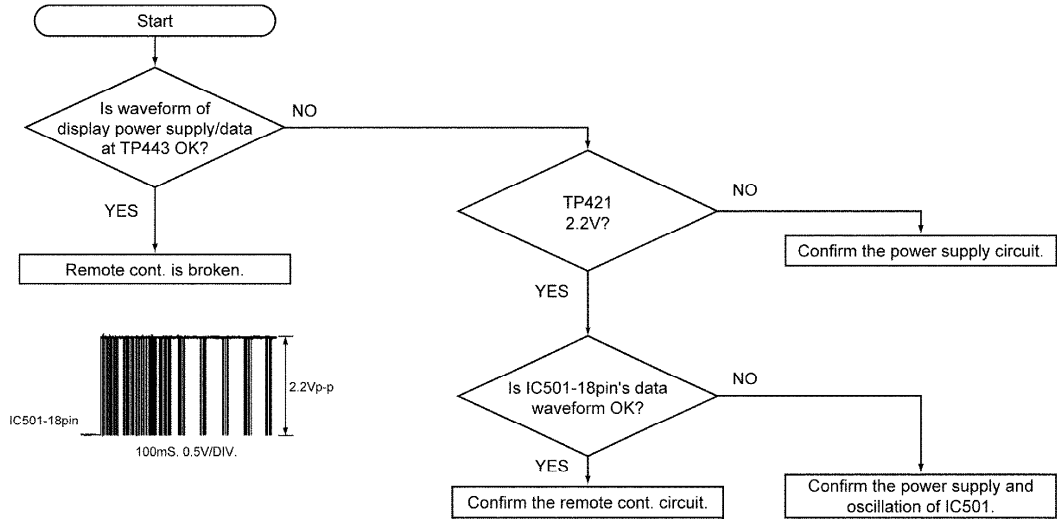 Start
Is waveform of
display power supply/data
at TP443 OK?
NO
YES
Remote cont. is broken.
TP421
2.2V?
NO
Confirm the power supply circuit.
YES
Is IC501-18pin's data
waveform OK?
NO
YES
Confirm the remote cont. circuit.
Confirm the power supply and
oscillation of IC501.
2.2Vp-p
IC501-18pin
100mS. 0.5V/DIV.